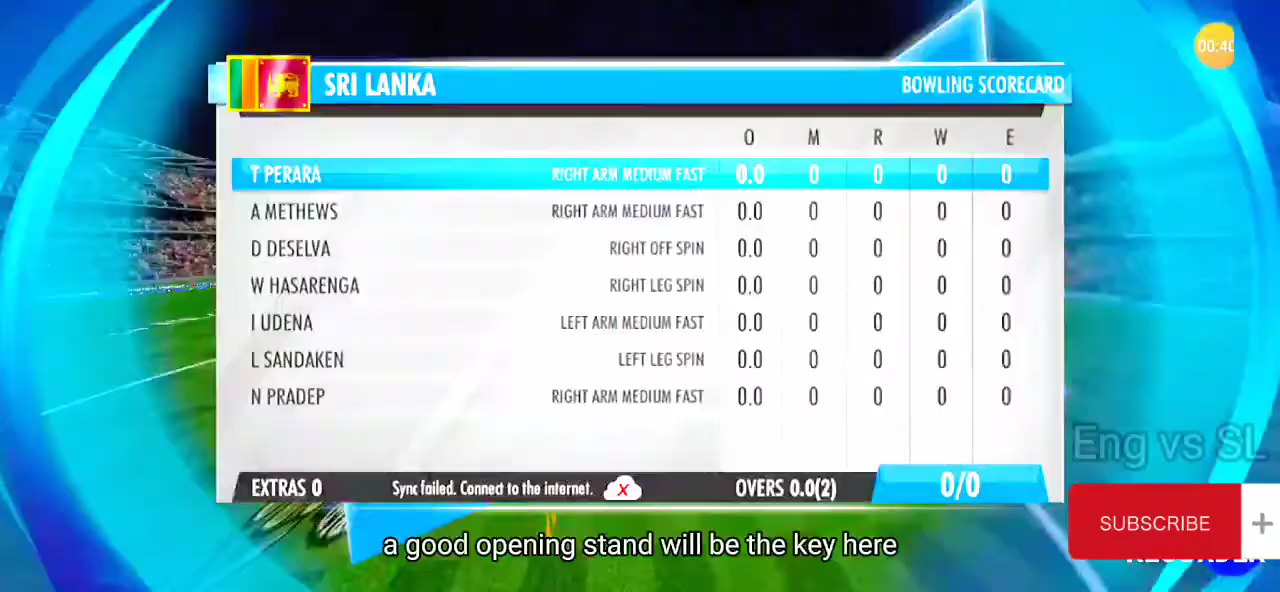 00:40
SRI LANKA BOWLING SCORECARD
O M R W E
T PERARA RIGHT ARM MEDIUM FAST 0.0 0 0 0 0
A METHEWS RIGHT ARM MEDIUM FAST 0.0 0 0 0 0
D DESELVA RIGHT OFF SPIN 0.0 0 0 0 0
W HASARENGA RIGHT LEG SPIN 0.0 0 0 0 0
I UDENA LEFT ARM MEDIUM FAST 0.0 0 0 0 0
L SANDAKEN LEFT LEG SPIN 0.0 0 0 0 0
N PRADEP RIGHT ARM MEDIUM FAST 0.0 0 0 0 0
Eng vs SL
EXTRAS 0 Sync failed. Connect to the internet. X OVERS 0.0(2) 0/0
SUBSCRIBE +
a good opening stand will be the key here